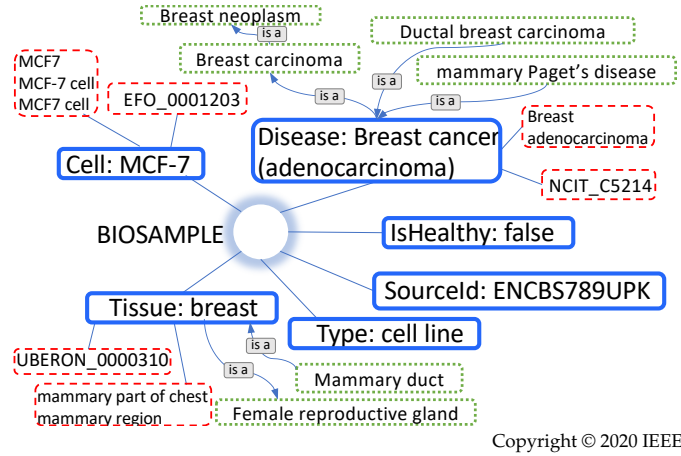 Breast neoplasm
is a
Breast carcinoma
Ductal breast carcinoma
is a
mammary Paget’s disease
is a
is a
MCF7
MCF-7 cell
MCF7 cell
EFO_0001203
Cell: MCF-7
Disease: Breast cancer
(adenocarcinoma)
Breast
adenocarcinoma
NCIT_C5214
BIOSAMPLE
IsHealthy: false
SourceId: ENCBS789UPK
Type: cell line
Tissue: breast
UBERON_0000310
mammary part of chest
mammary region
is a
is a
Mammary duct
Female reproductive gland
Copyright © 2020 IEEE